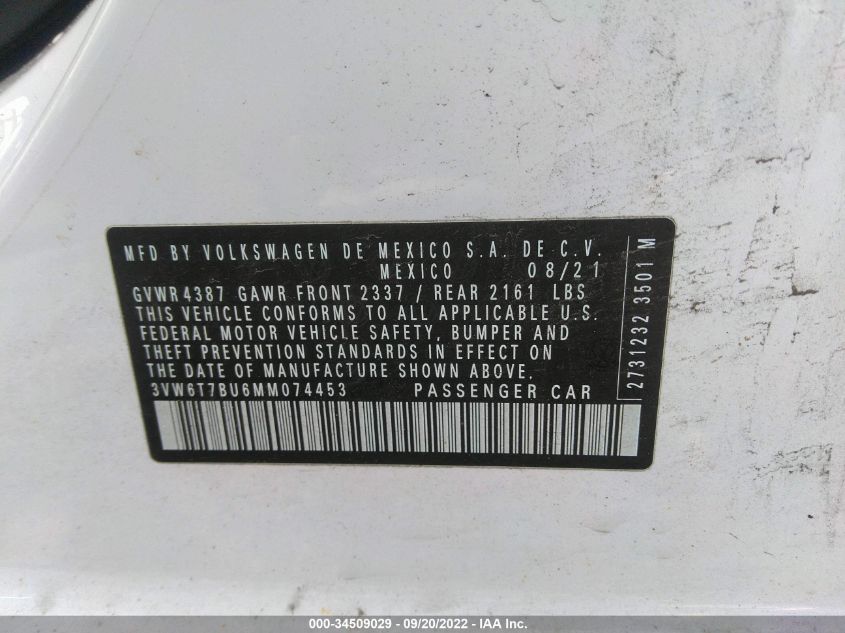 MFD BY VOLKSWAGEN DE MEXICO S.A. DE C.V.
MEXICO 08/21
GVWR 4387 GAWR FRONT 2337 / REAR 2161 LBS
THIS VEHICLE CONFORMS TO ALL APPLICABLE U.S.
FEDERAL MOTOR VEHICLE SAFETY, BUMPER AND
THEFT PREVENTION STANDARDS IN EFFECT ON
THE DATE OF MANUFACTURE SHOWN ABOVE.
3VW6T7BU6MM074453 PASSENGER CAR
2731232 3501 M
000-34509029 - 09/20/2022 - IAA Inc.